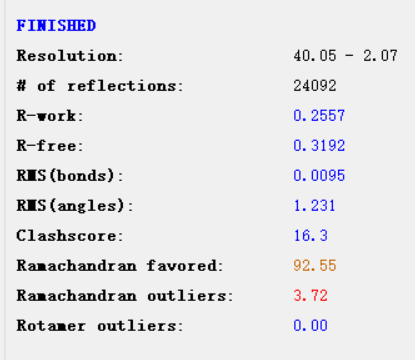 FINISHED
Resolution: 40.05 - 2.07
# of reflections: 24092
R-work: 0.2557
R-free: 0.3192
RMS(bonds): 0.0095
RMS(angles): 1.231
Clashscore: 16.3
Ramachandran favored: 92.55
Ramachandran outliers: 3.72
Rotamer outliers: 0.00